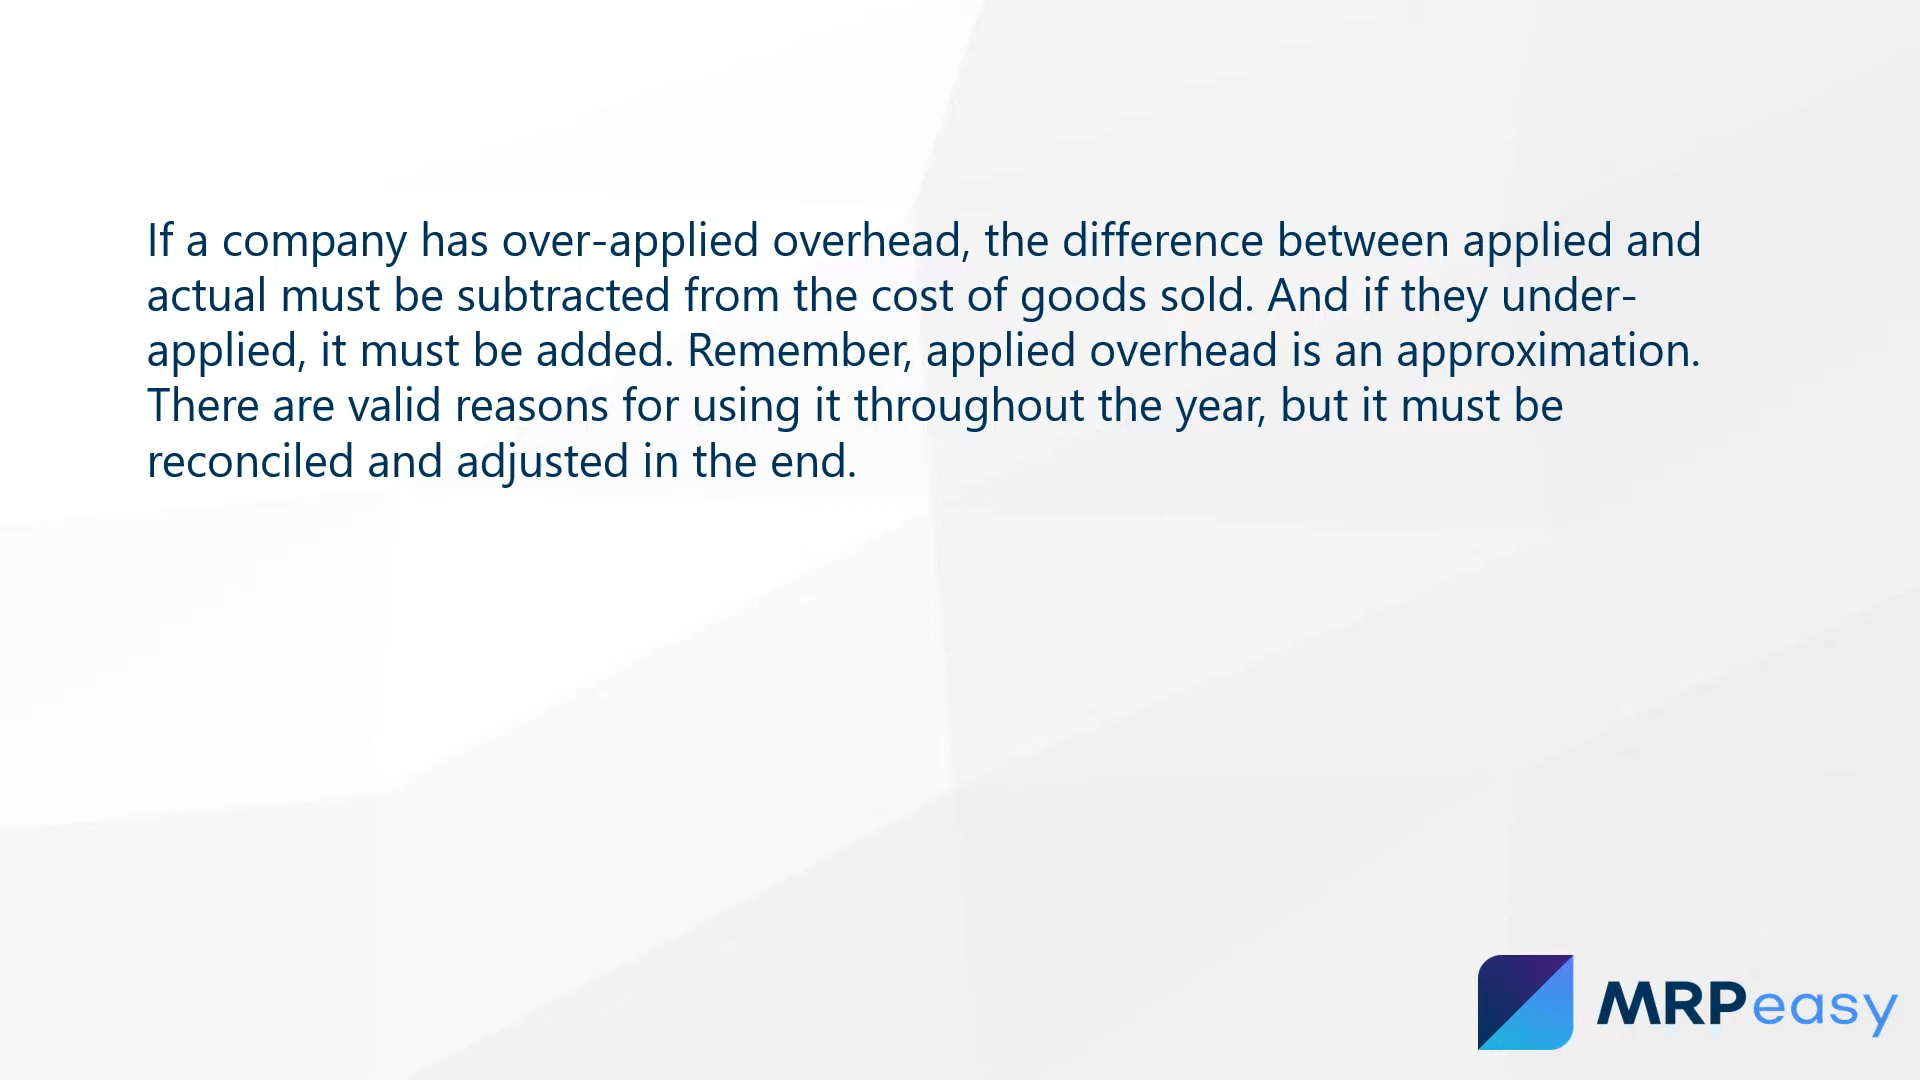 If a company has over-applied overhead, the difference between applied and
actual must be subtracted from the cost of goods sold. And if they under-
applied, it must be added. Remember, applied overhead is an approximation.
There are valid reasons for using it throughout the year, but it must be
reconciled and adjusted in the end.
MRPeasy